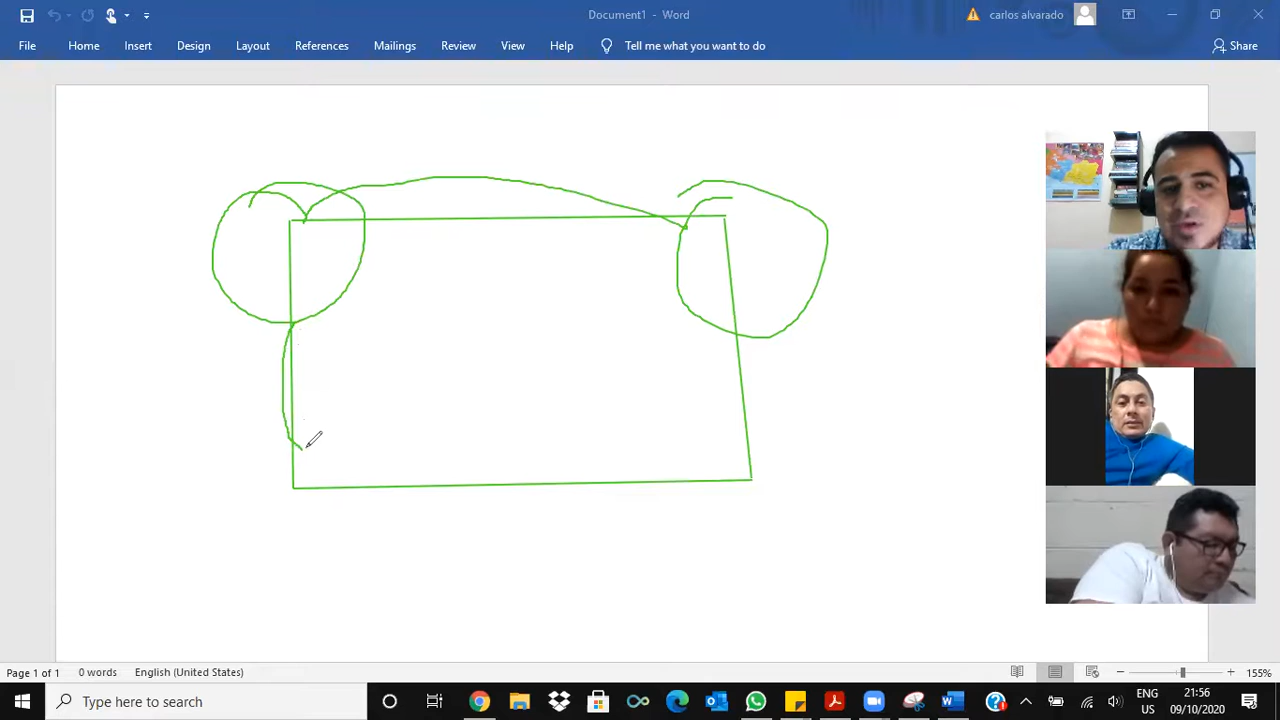 Document1 - Word
carlos alvarado
File Home Insert Design Layout References Mailings Review View Help Tell me what you want to do Share
Page 1 of 1 0 words English (United States) 155%
Type here to search
ENG 21:56
US 09/10/2020